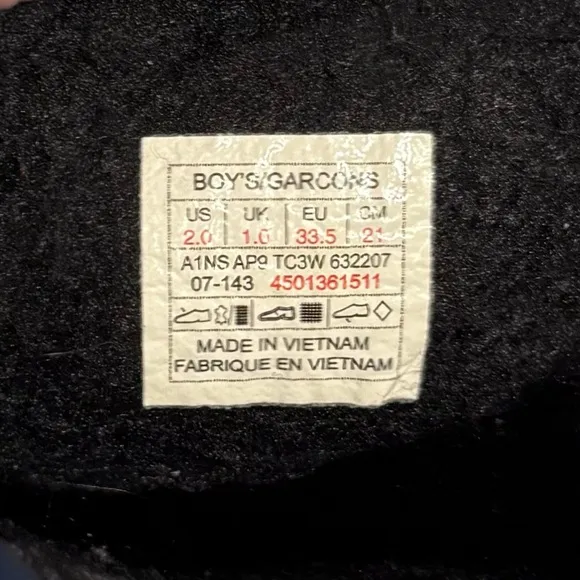 BOY'S/GARCONS
US UK EU CM
2.0 1.0 33.5 21
A1NS AP9 TC3W 632207
07-143 4501361511
MADE IN VIETNAM
FABRIQUE EN VIETNAM